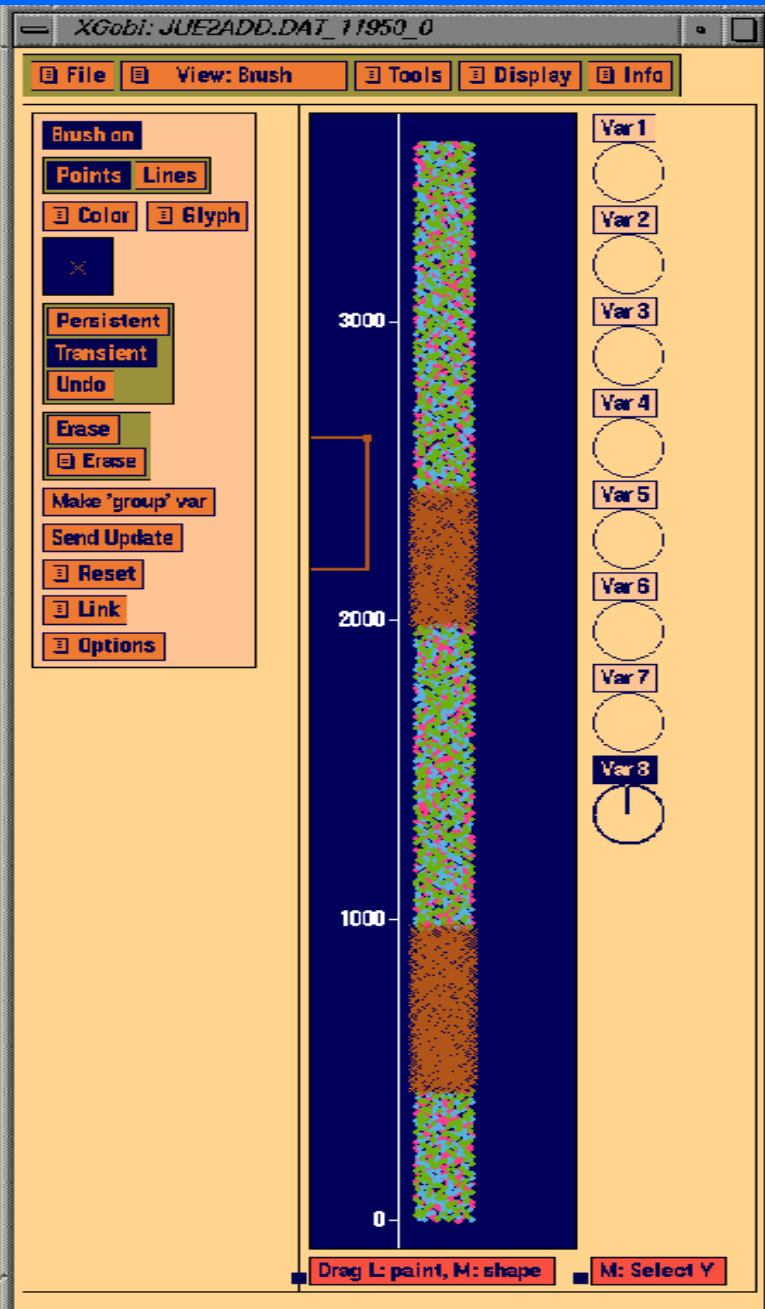 XGobi: JUE2ADD.DAT_11950_0
File View: Brush Tools Display Info
Brush on
Points Lines
Color Glyph
Persistent
Transient
Undo
Erase
Erase
Make 'group' var
Send Update
Reset
Link
Options
3000
2000
1000
0
Var 1
Var 2
Var 3
Var 4
Var 5
Var 6
Var 7
Var 8
Drag L: paint, M: shape
M: Select Y